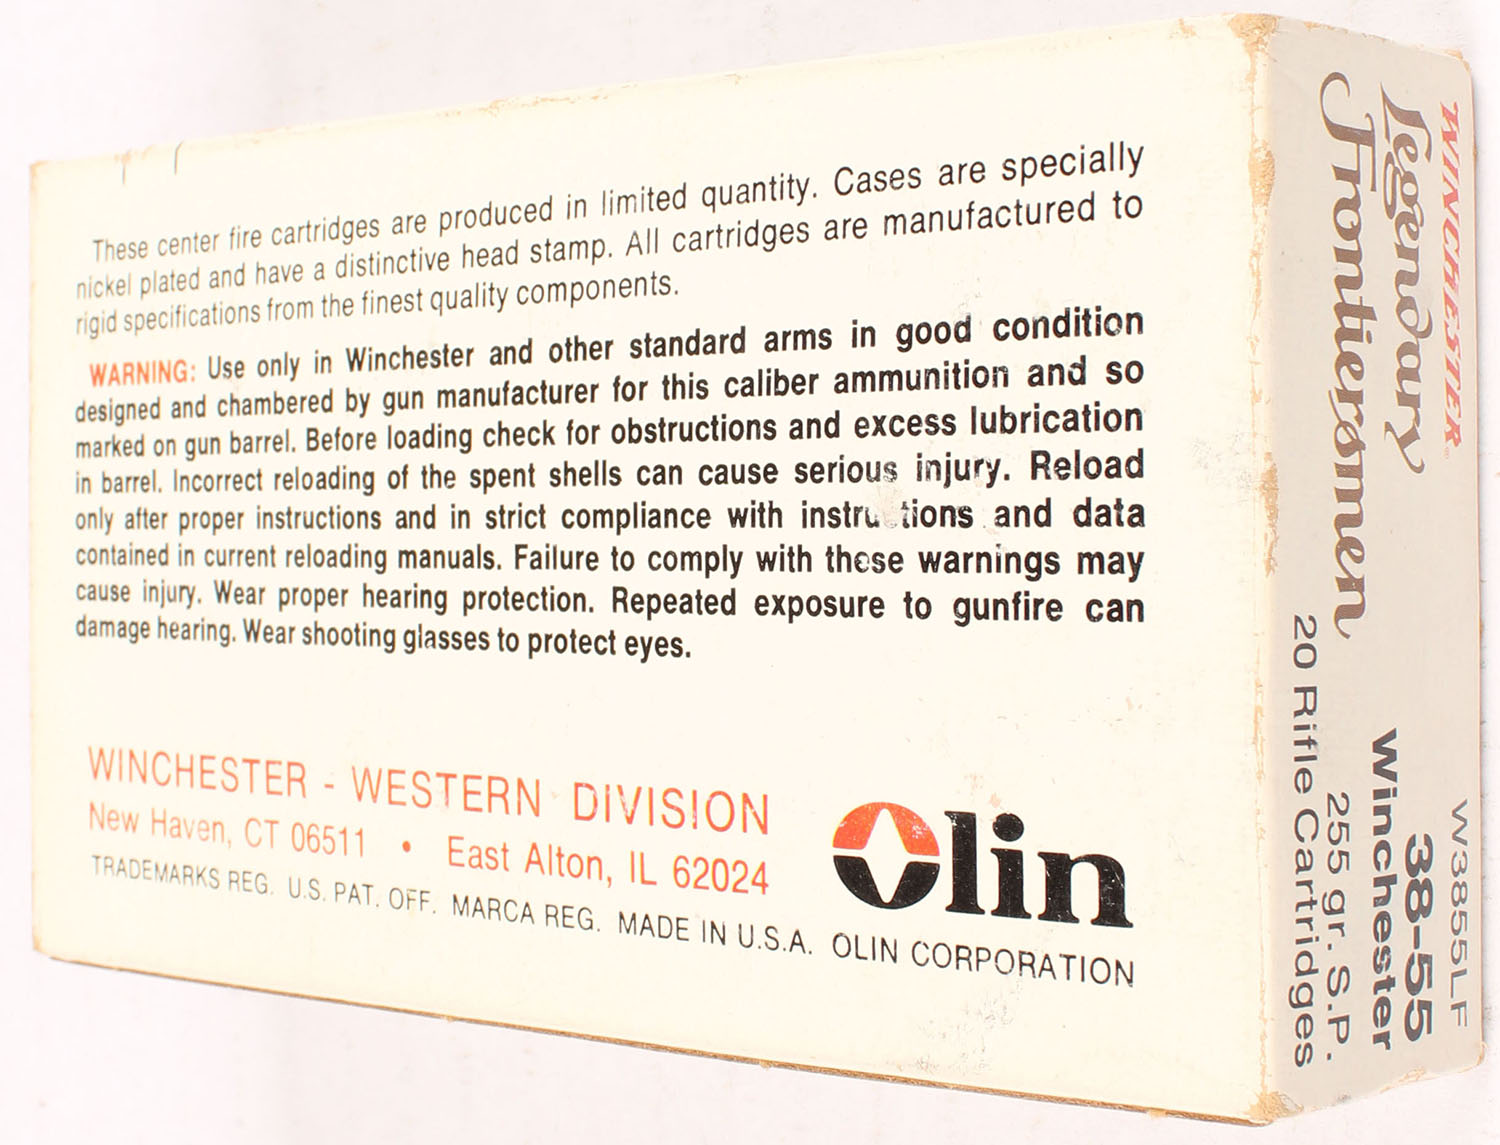 These center fire cartridges are produced in limited quantity. Cases are specially
nickel plated and have a distinctive head stamp. All cartridges are manufactured to
rigid specifications from the finest quality components.
WARNING: Use only in Winchester and other standard arms in good condition
designed and chambered by gun manufacturer for this caliber ammunition and so
marked on gun barrel. Before loading check for obstructions and excess lubrication
in barrel. Incorrect reloading of the spent shells can cause serious injury. Reload
only after proper instructions and in strict compliance with instructions and data
contained in current reloading manuals. Failure to comply with these warnings may
cause injury. Wear proper hearing protection. Repeated exposure to gunfire can
damage hearing. Wear shooting glasses to protect eyes.
WINCHESTER - WESTERN DIVISION
New Haven, CT 06511 • East Alton, IL 62024
TRADEMARKS REG. U.S. PAT. OFF. MARCA REG. MADE IN U.S.A. OLIN CORPORATION
Olin
WINCHESTER
Legendary
Frontiersmen
W3855LF
38-55
Winchester
255 gr. S.P.
20 Rifle Cartridges